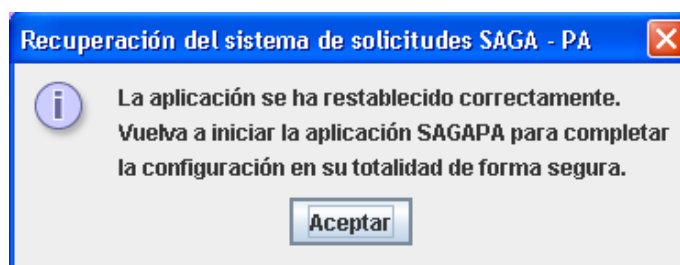 Recuperación del sistema de solicitudes SAGA - PA
La aplicación se ha restablecido correctamente.
Vuelva a iniciar la aplicación SAGAPA para completar
la configuración en su totalidad de forma segura.
Aceptar